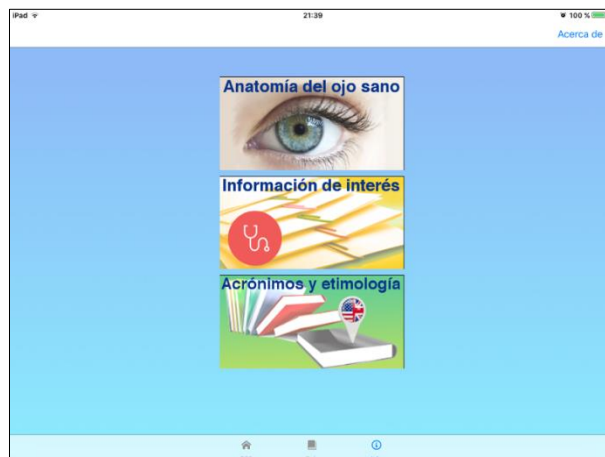 iPad
21:39
100 %
Acerca de
Anatomía del ojo sano
Información de interés
Acrónimos y etimología